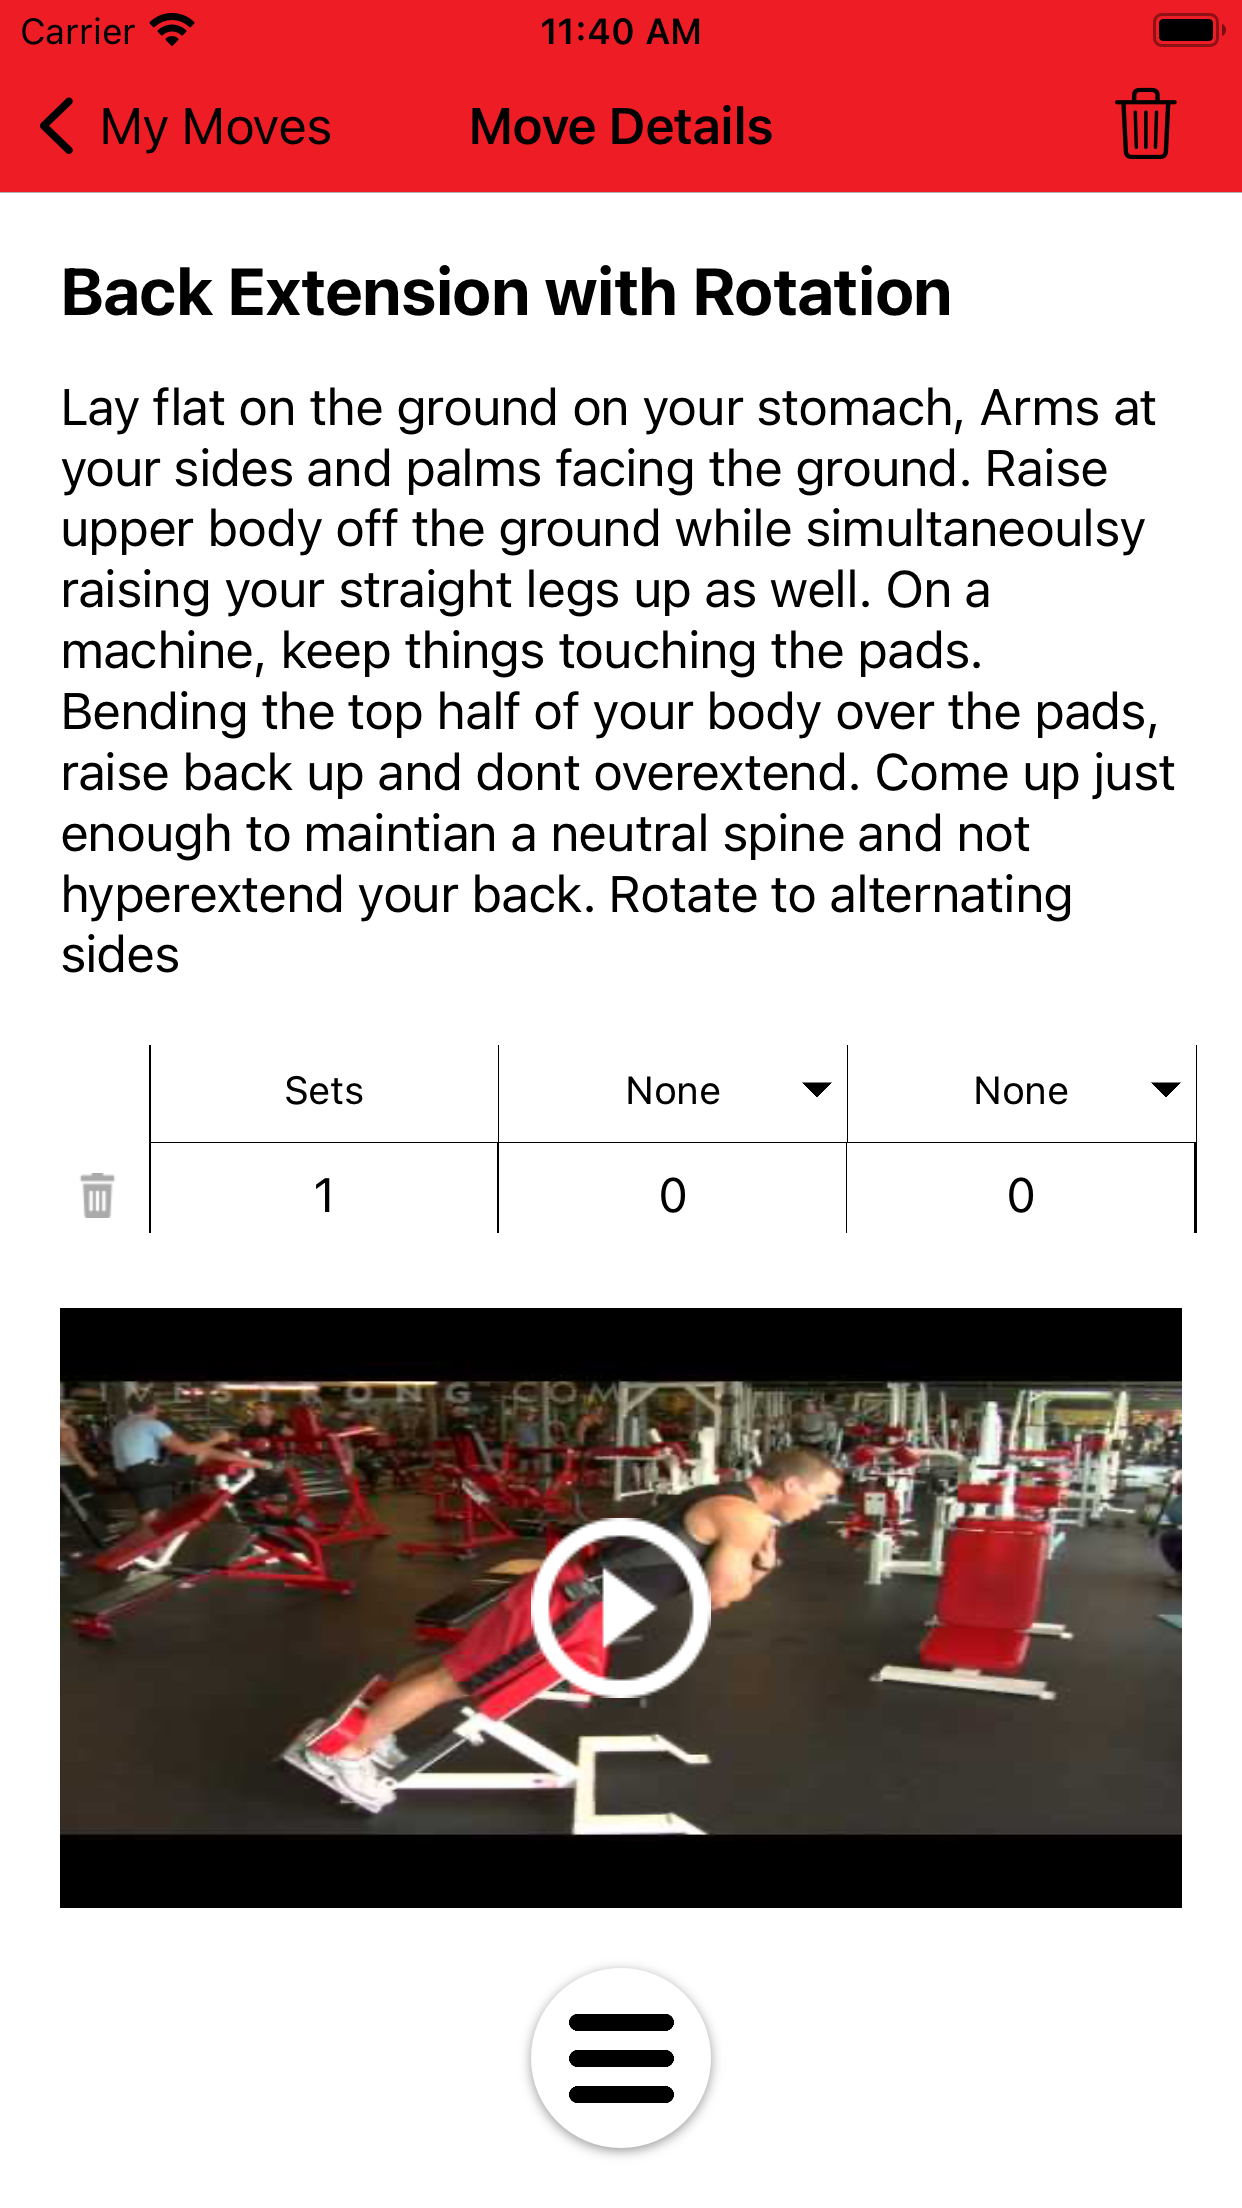 Carrier
11:40 AM
My Moves
Move Details
Back Extension with Rotation
Lay flat on the ground on your stomach, Arms at
your sides and palms facing the ground. Raise
upper body off the ground while simultaneoulsy
raising your straight legs up as well. On a
machine, keep things touching the pads.
Bending the top half of your body over the pads,
raise back up and dont overextend. Come up just
enough to maintian a neutral spine and not
hyperextend your back. Rotate to alternating
sides
Sets
None
None
1
0
0
LIVESTRONG.COM